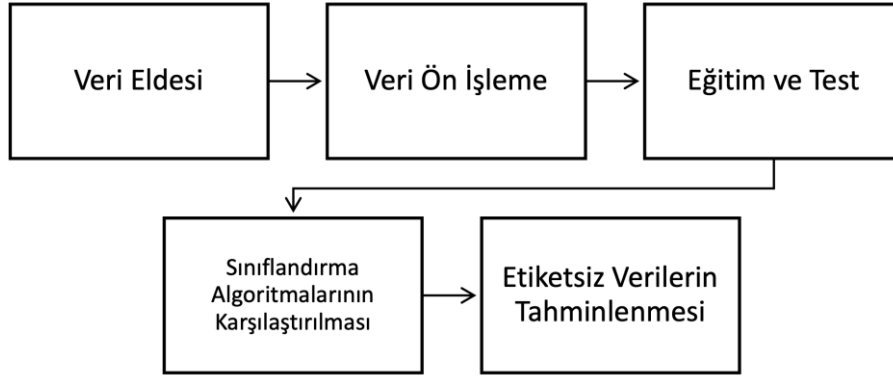 Veri Eldesi
Veri Ön İşleme
Eğitim ve Test
Sınıflandırma
Algoritmalarının
Karşılaştırılması
Etiketsiz Verilerin
Tahminlenmesi